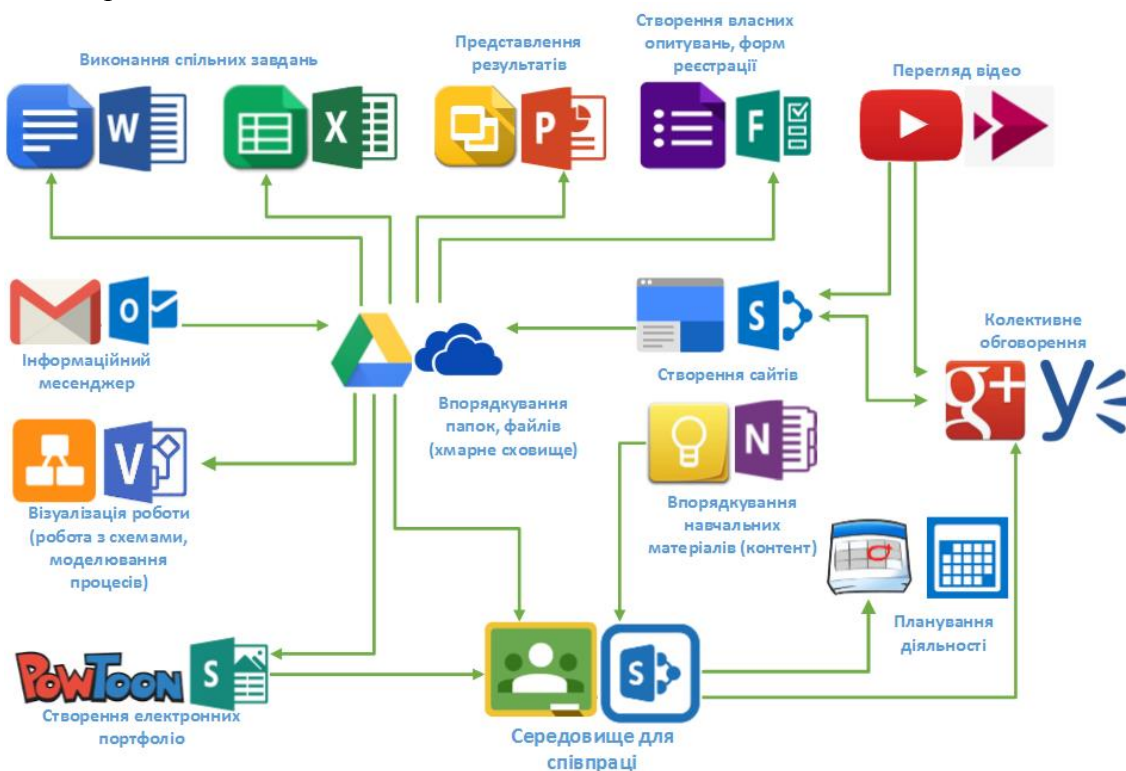 Виконання спільних завдань
Представлення
результатів
Створення власних
опитувань, форм
реєстрації
Перегляд відео
W
X
P
F
Інформаційний
месенджер
O
Впорядкування
папок, файлів
(хмарне сховище)
S
Створення сайтів
Колективне
обговорення
g+
y
V
Візуалізація роботи
(робота з схемами,
моделювання
процесів)
N
Впорядкування
навчальних
матеріалів (контент)
Планування
діяльності
PowToon
S
Створення електронних
портфоліо
S
Середовище для
співпраці